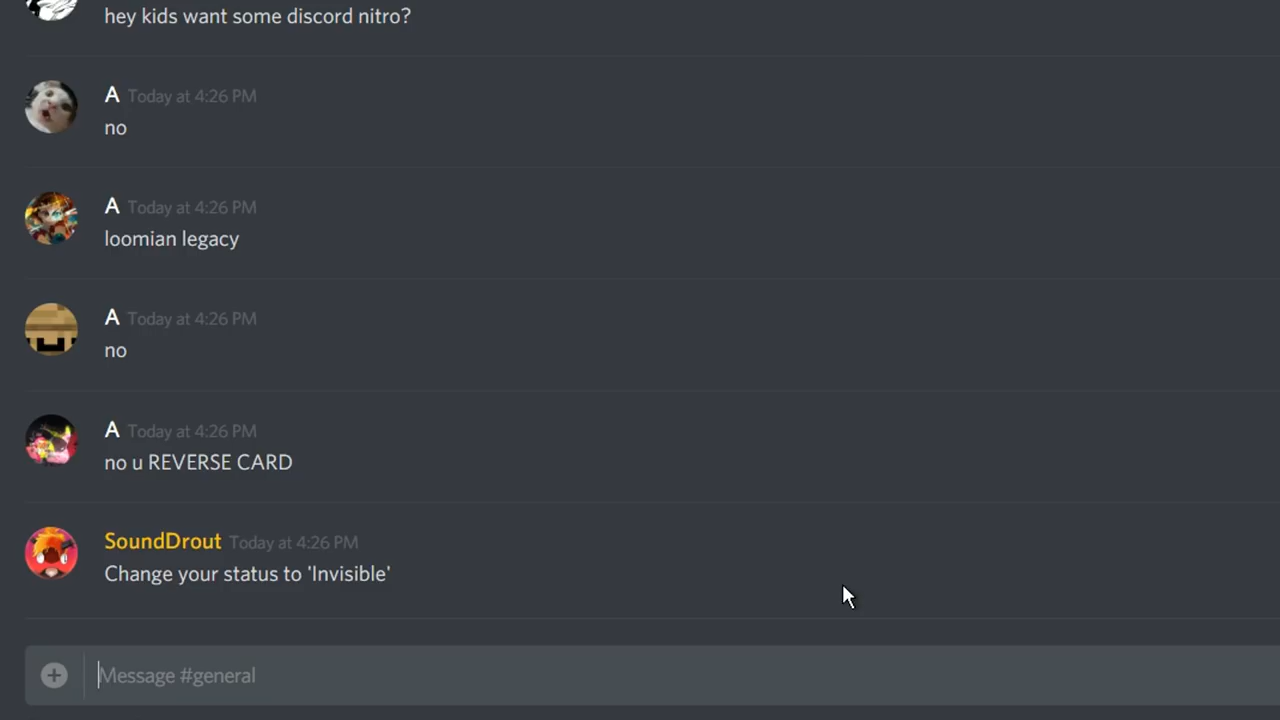 hey kids want some discord nitro?
A Today at 4:26 PM
no
A Today at 4:26 PM
loomian legacy
A Today at 4:26 PM
no
A Today at 4:26 PM
no u REVERSE CARD
SoundDrout Today at 4:26 PM
Change your status to 'Invisible'
Message #general